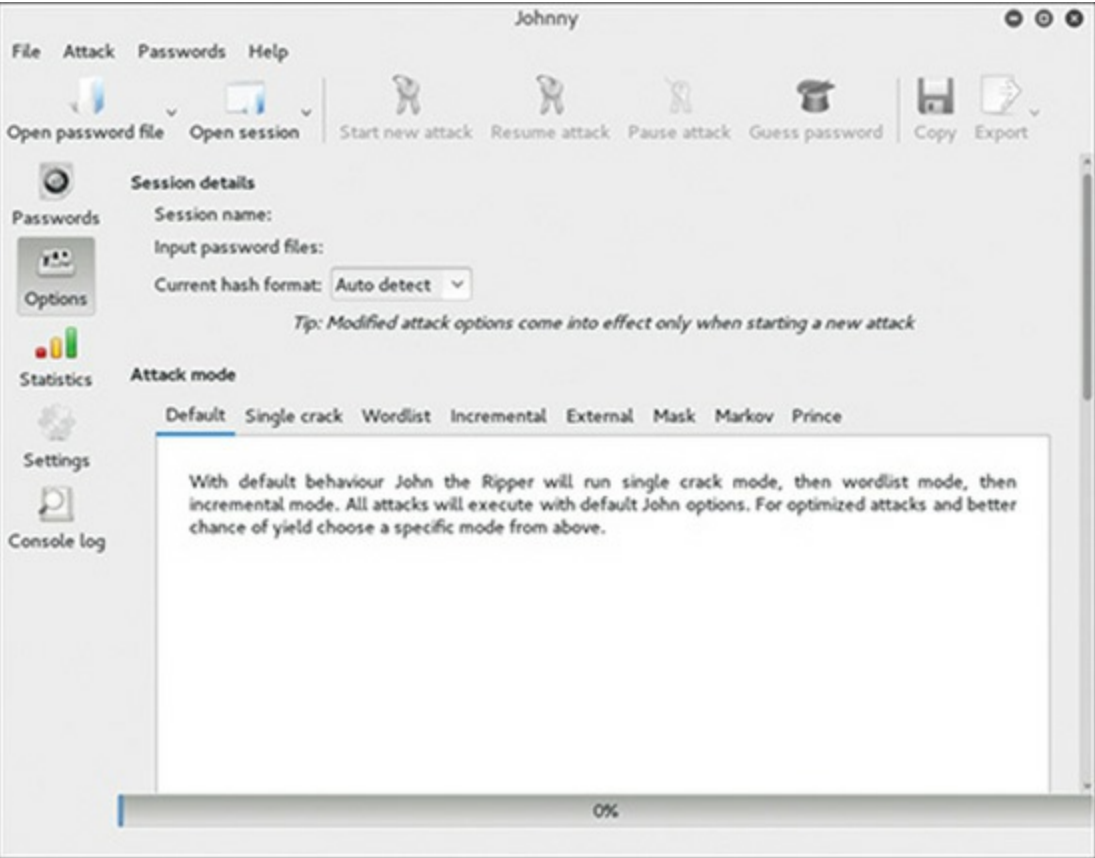 Johnny
File Attack Passwords Help
Open password file Open session Start new attack Resume attack Pause attack Guess password Copy Export
Passwords
Options
Statistics
Settings
Console log
Session details
Session name:
Input password files:
Current hash format: Auto detect
Tip: Modified attack options come into effect only when starting a new attack
Attack mode
Default Single crack Wordlist Incremental External Mask Markov Prince
With default behaviour John the Ripper will run single crack mode, then wordlist mode, then
incremental mode. All attacks will execute with default John options. For optimized attacks and better
chance of yield choose a specific mode from above.
0%